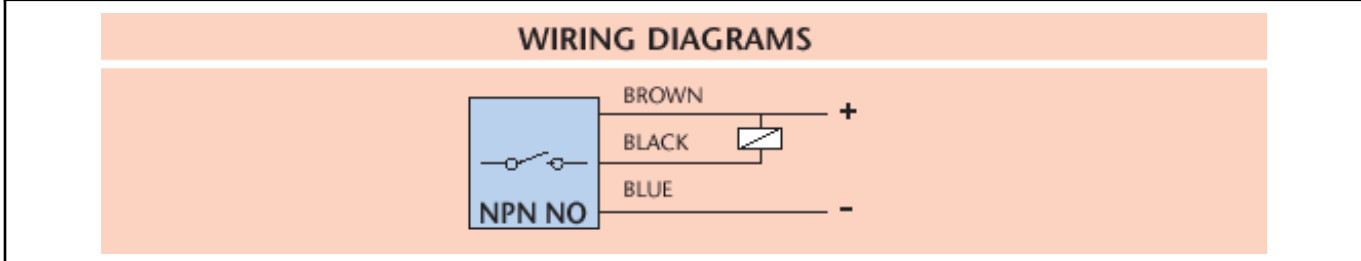 WIRING DIAGRAMS
BROWN
+
BLACK
BLUE
NPN NO
-